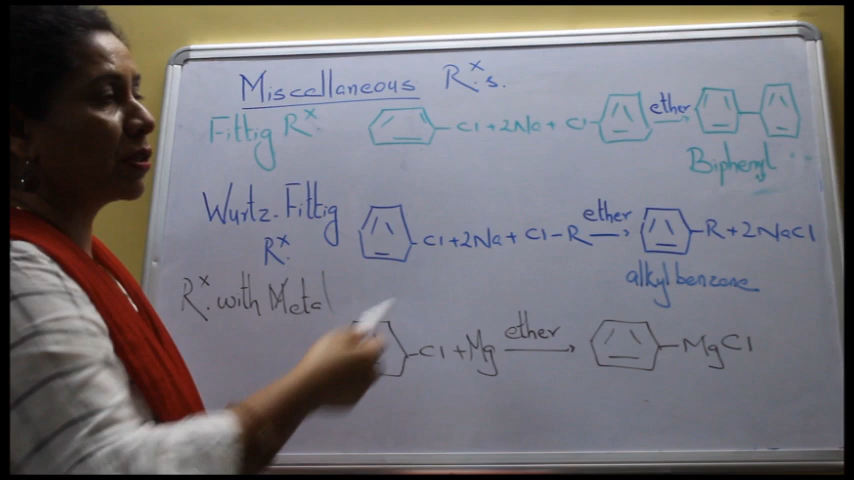 Miscellaneous Rˣ.s.
Fittig Rˣ. Cl + 2Na + Cl ether
Biphenyl
Wurtz-Fittig Cl + 2Na + Cl-R ether R + 2NaCl
Rˣ. alkyl benzene
Rˣ. with Metal
Cl + Mg ether MgCl